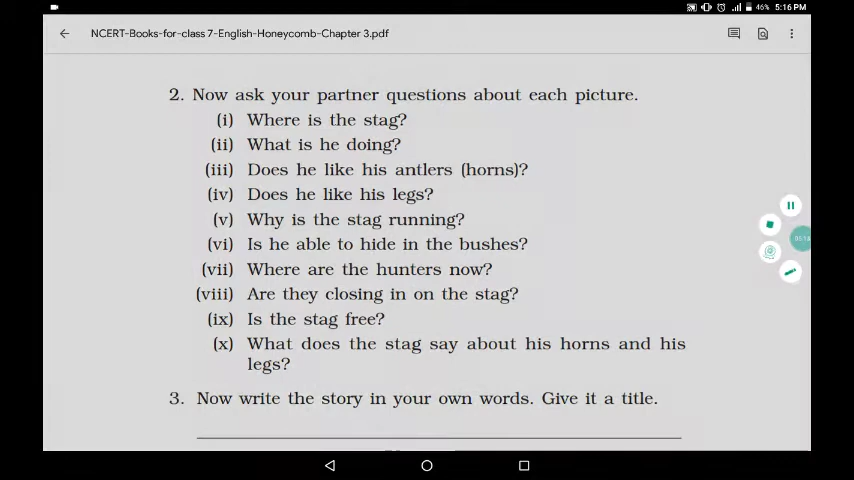 46% 5:16 PM
NCERT-Books-for-class 7-English-Honeycomb-Chapter 3.pdf
2. Now ask your partner questions about each picture.
(i) Where is the stag?
(ii) What is he doing?
(iii) Does he like his antlers (horns)?
(iv) Does he like his legs?
(v) Why is the stag running?
(vi) Is he able to hide in the bushes?
(vii) Where are the hunters now?
(viii) Are they closing in on the stag?
(ix) Is the stag free?
(x) What does the stag say about his horns and his
legs?
3. Now write the story in your own words. Give it a title.